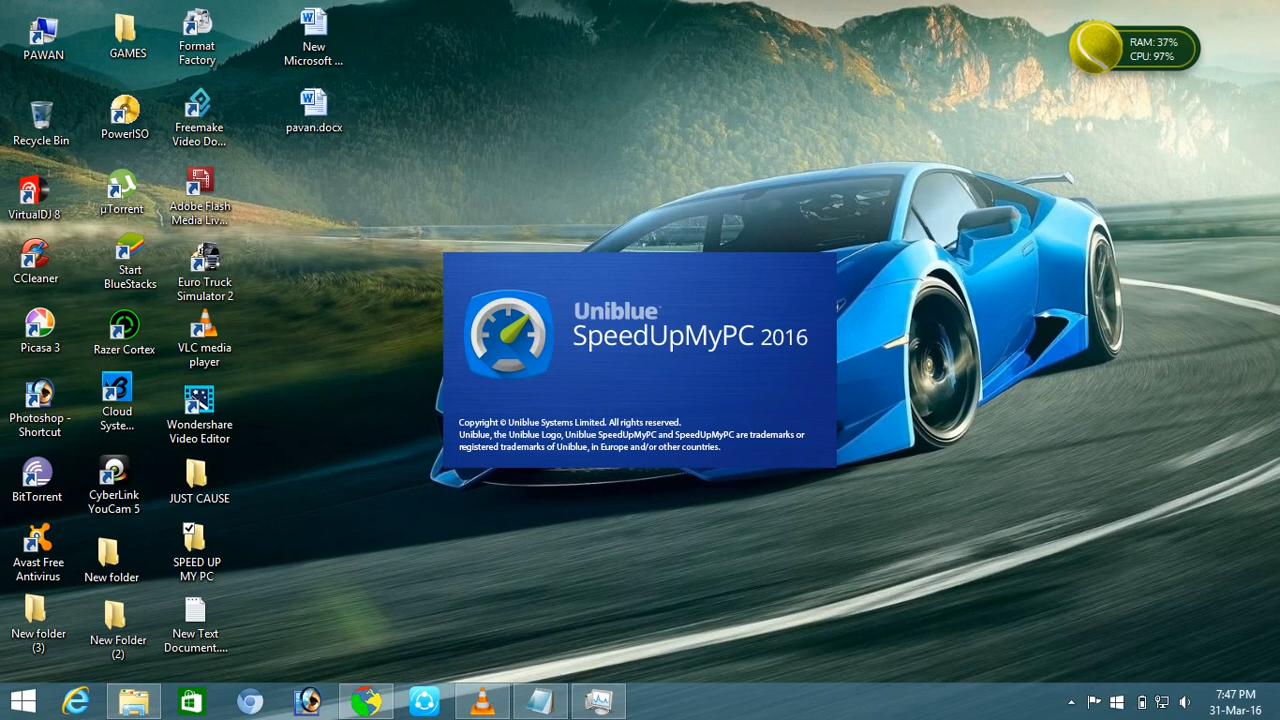 PAWAN
GAMES
Format
Factory
New
Microsoft ...
RAM: 37%
CPU: 97%
Recycle Bin
PowerISO
Freemake
Video Do...
pavan.docx
VirtualDJ 8
µTorrent
Adobe Flash
Media Liv...
CCleaner
Start
BlueStacks
Euro Truck
Simulator 2
Picasa 3
Razer Cortex
VLC media
player
Photoshop -
Shortcut
Cloud
Syste...
Wondershare
Video Editor
BitTorrent
CyberLink
YouCam 5
JUST CAUSE
Avast Free
Antivirus
New folder
SPEED UP
MY PC
New folder
(3)
New Folder
(2)
New Text
Document....
Uniblue™
SpeedUpMyPC 2016
Copyright © Uniblue Systems Limited. All rights reserved.
Uniblue, the Uniblue Logo, Uniblue SpeedUpMyPC and SpeedUpMyPC are trademarks or
registered trademarks of Uniblue, in Europe and/or other countries.
7:47 PM
31-Mar-16